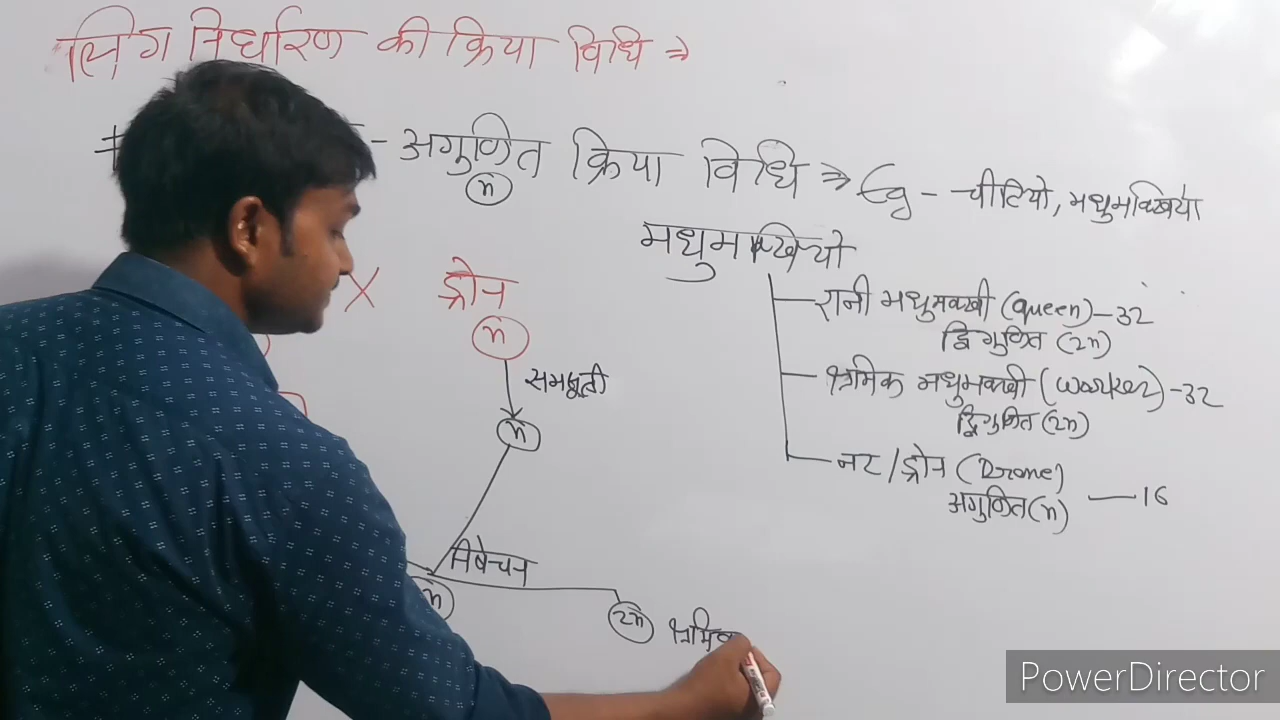 लिंग निर्धारण की क्रिया विधि ⇒
- अगुणित क्रिया विधि ⇒ Eg - चीटियो, मधुमक्खिया
n
मधुमक्खियो
X ड्रोन
n
समसूती
n
निषेचन
n
2n श्रमिक
रानी मधुमक्खी (Queen) - 32
द्विगुणित (2n)
श्रमिक मधुमक्खी (Worker) - 32
द्विगुणित (2n)
नर / ड्रोन (Drone)
अगुणित (n) — 16
PowerDirector